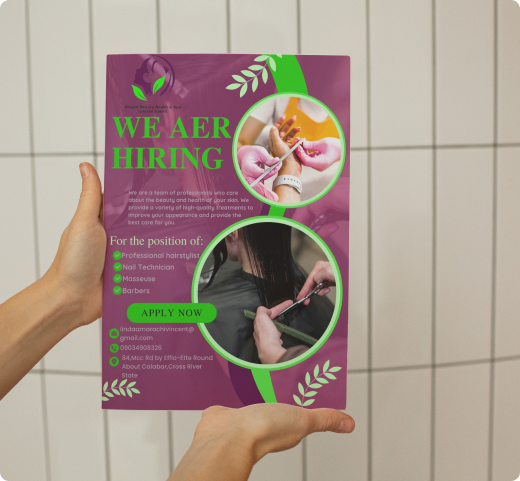 WE AER
HIRING
We are a team of professionals who care
about the beauty and health of your skin. We
provide a variety of high-quality treatments to
improve your appearance and provide the
best care for you.
For the position of:
Professional hairstylist
Nail Technician
Masseuse
Barbers
APPLY NOW
lindaamarachivincent@
gmail.com
09034908326
64,Mcc Rd by Effio-Ette Round
About Calabar,Cross River
State